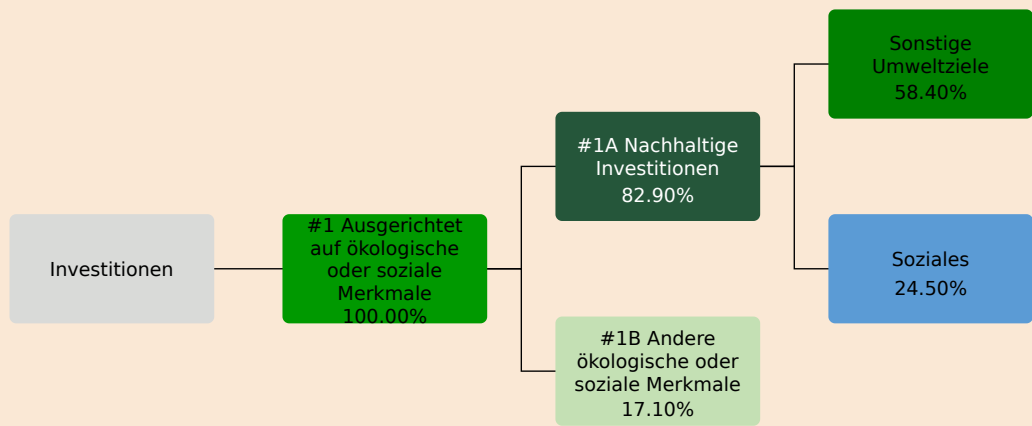 Investitionen
#1 Ausgerichtet
auf ökologische
oder soziale
Merkmale
100.00%
#1A Nachhaltige
Investitionen
82.90%
#1B Andere
ökologische oder
soziale Merkmale
17.10%
Sonstige
Umweltziele
58.40%
Soziales
24.50%